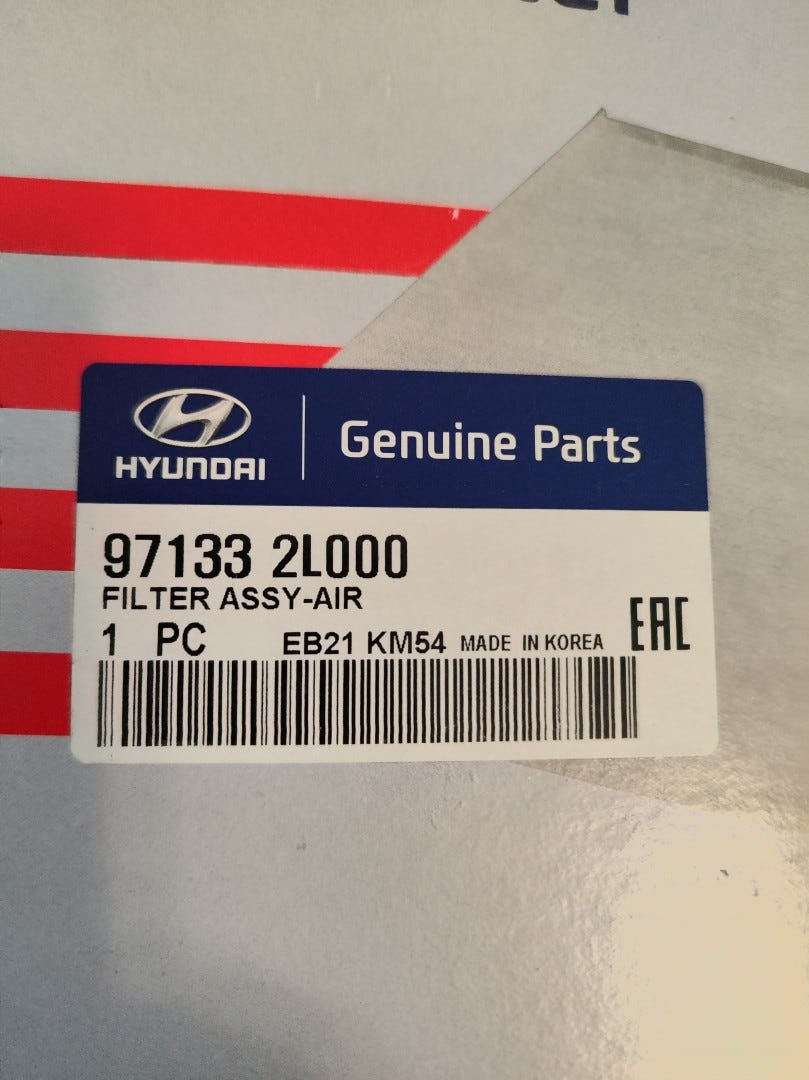 HYUNDAI
Genuine Parts
97133 2L000
FILTER ASSY-AIR
1 PC EB21 KM54 MADE IN KOREA
EAC